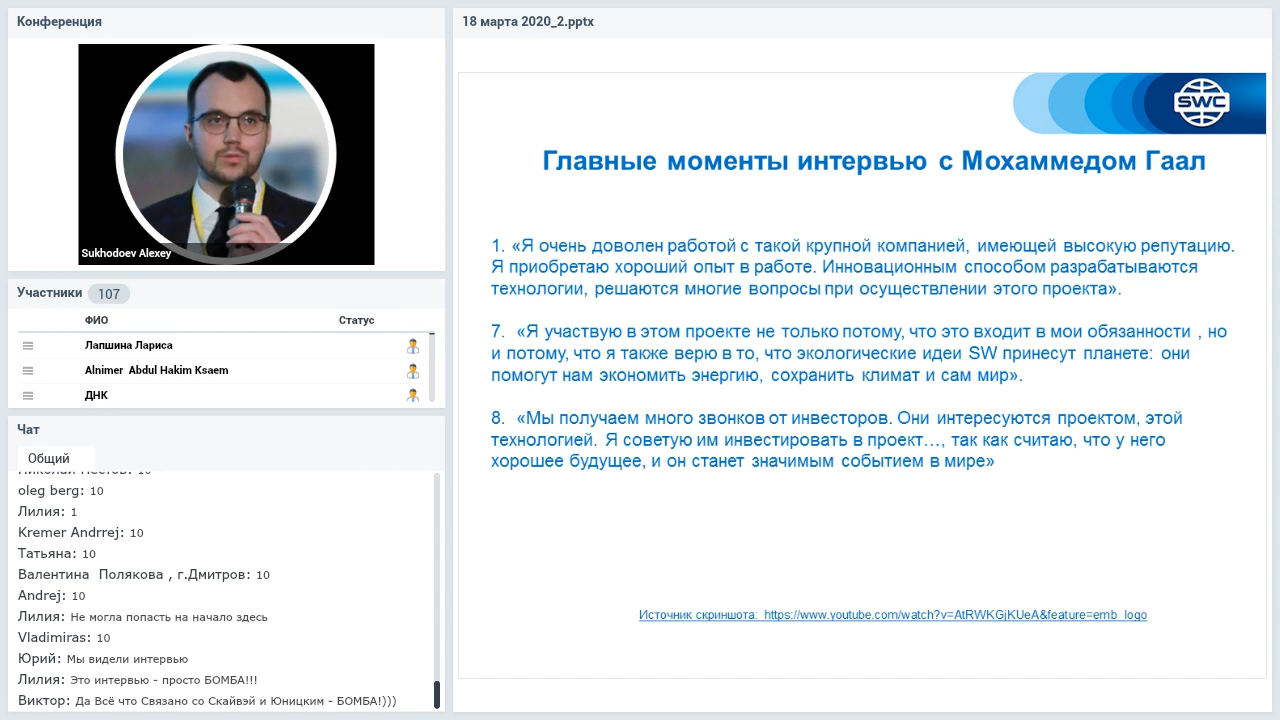 Конференция
Sukhodoev Alexey
Участники 107
ФИО Статус
Лапшина Лариса
Alnimer Abdul Hakim Ksaem
ДНК
Чат
Общий
oleg berg: 10
Лилия: 1
Kremer Andrrej: 10
Татьяна: 10
Валентина Полякова , г.Дмитров: 10
Andrej: 10
Лилия: Не могла попасть на начало здесь
Vladimiras: 10
Юрий: Мы видели интервью
Лилия: Это интервью - просто БОМБА!!!
Виктор: Да Всё что Связано со Скайвэй и Юницким - БОМБА!)))
18 марта 2020_2.pptx
SWC
Главные моменты интервью с Мохаммедом Гаал
1. «Я очень доволен работой с такой крупной компанией, имеющей высокую репутацию.
Я приобретаю хороший опыт в работе. Инновационным способом разрабатываются
технологии, решаются многие вопросы при осуществлении этого проекта».
7. «Я участвую в этом проекте не только потому, что это входит в мои обязанности , но
и потому, что я также верю в то, что экологические идеи SW принесут планете: они
помогут нам экономить энергию, сохранить климат и сам мир».
8. «Мы получаем много звонков от инвесторов. Они интересуются проектом, этой
технологией. Я советую им инвестировать в проект…, так как считаю, что у него
хорошее будущее, и он станет значимым событием в мире»
Источник скриншота: https://www.youtube.com/watch?v=AtRWKGjKUeA&feature=emb_logo